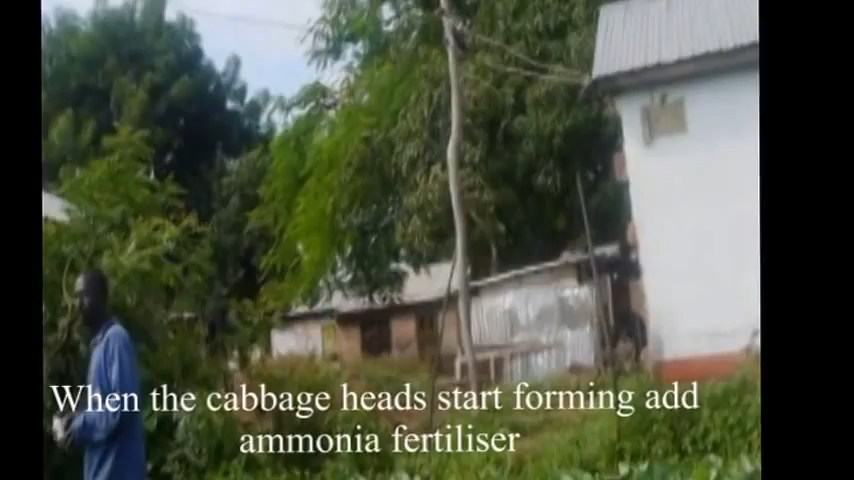 When the cabbage heads start forming add
ammonia fertiliser